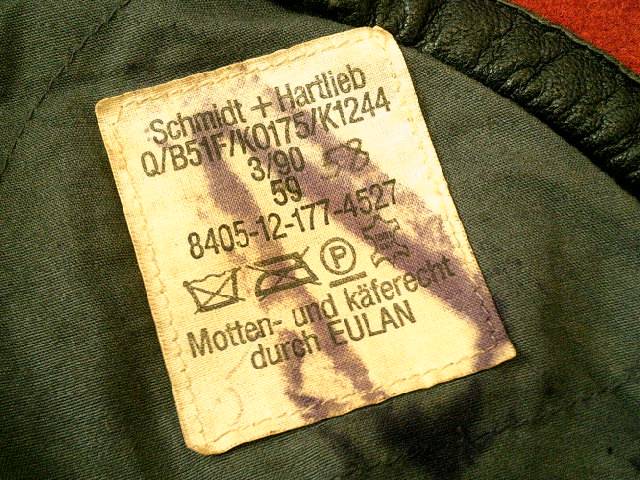 Schmidt + Hartlieb
Q/B51F/K0175/K1244
3/90
59 58
8405-12-177-4527
P
Motten- und käferecht
durch EULAN